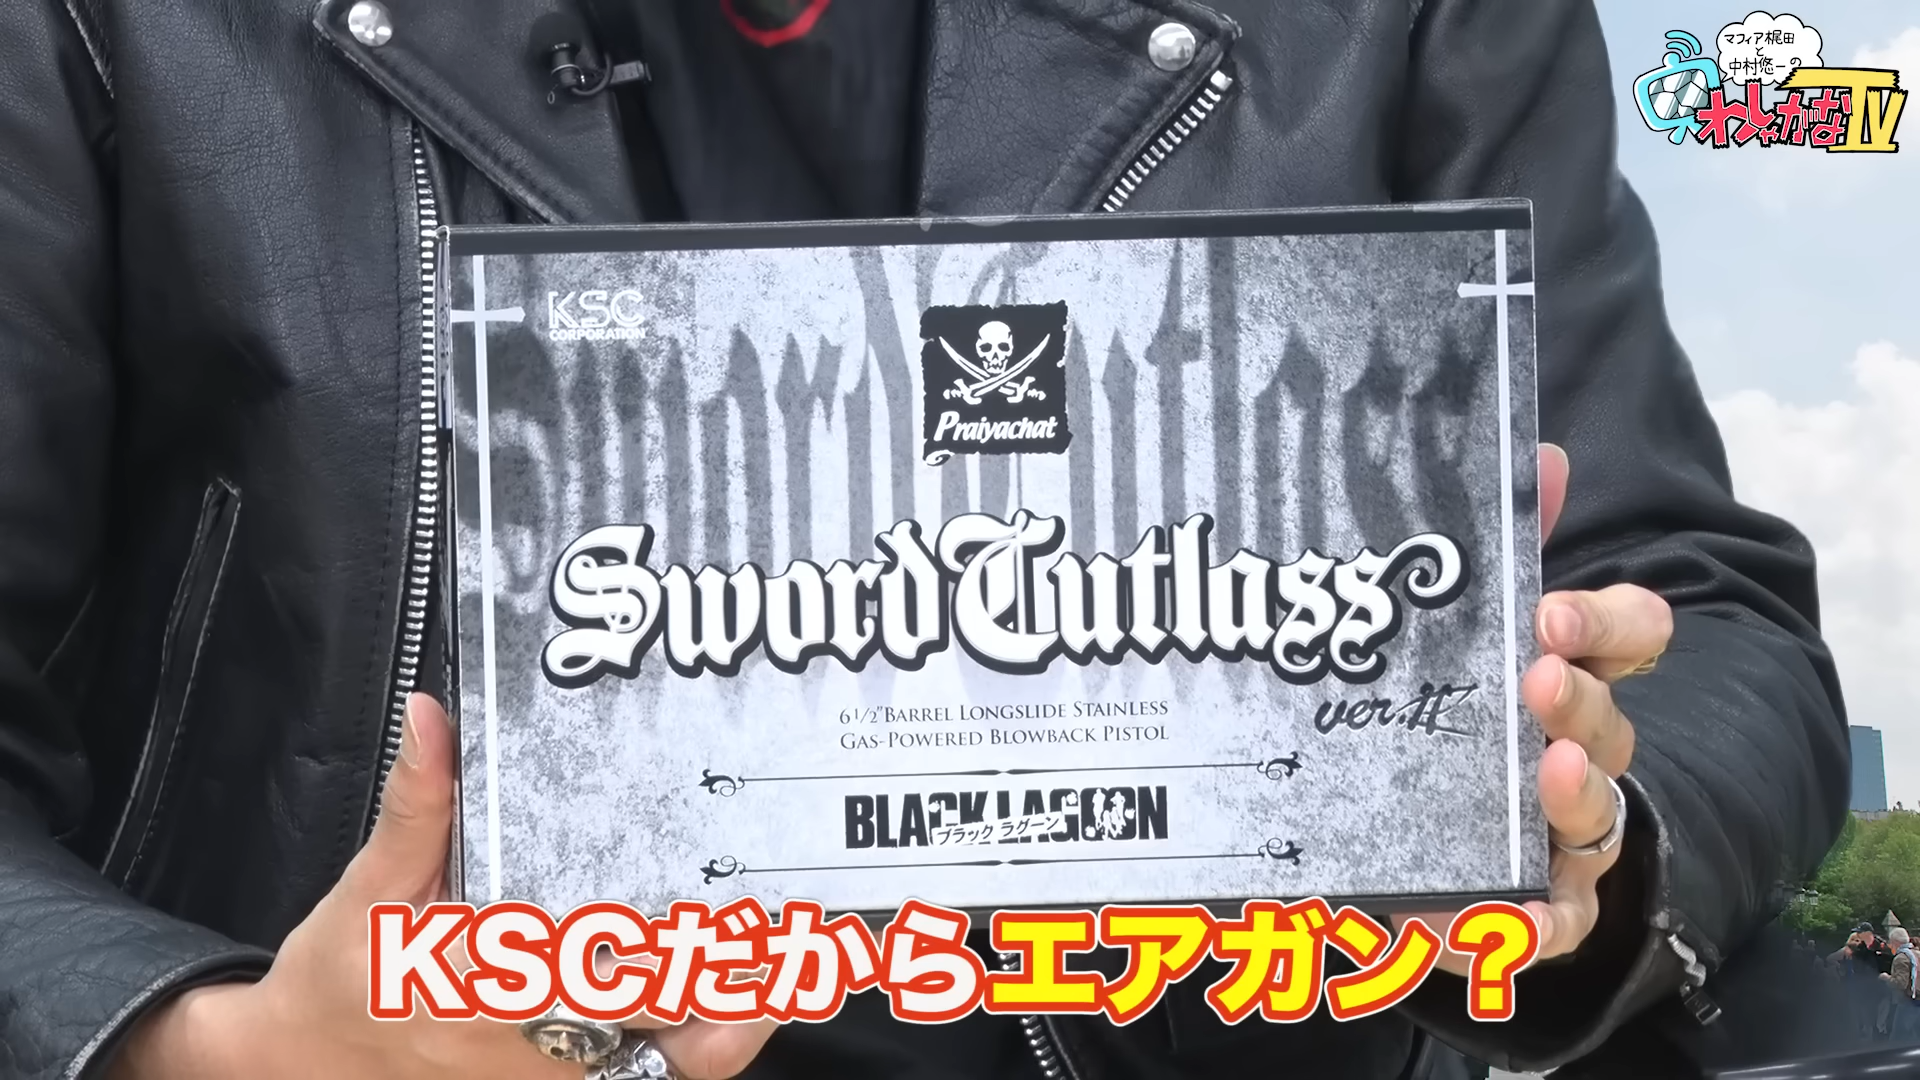 マフィア梶田
と
中村悠一の
わしゃがなTV
KSC
CORPORATION
Praiyachat
Sword Cutlass
ver.II
6 1/2" BARREL LONGSLIDE STAINLESS
GAS-POWERED BLOWBACK PISTOL
BLACK LAGOON
ブラック ラグーン
KSCだからエアガン？